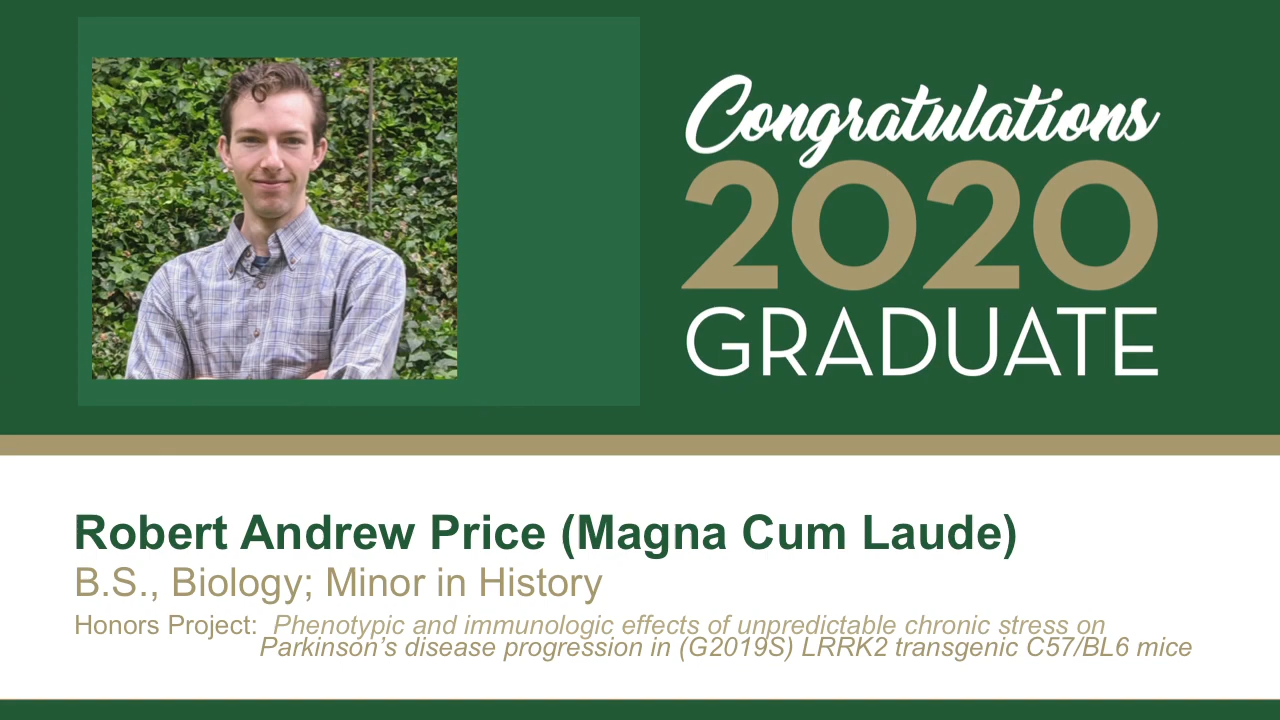 Congratulations
2020
GRADUATE
Robert Andrew Price (Magna Cum Laude)
B.S., Biology; Minor in History
Honors Project: Phenotypic and immunologic effects of unpredictable chronic stress on
Parkinson’s disease progression in (G2019S) LRRK2 transgenic C57/BL6 mice